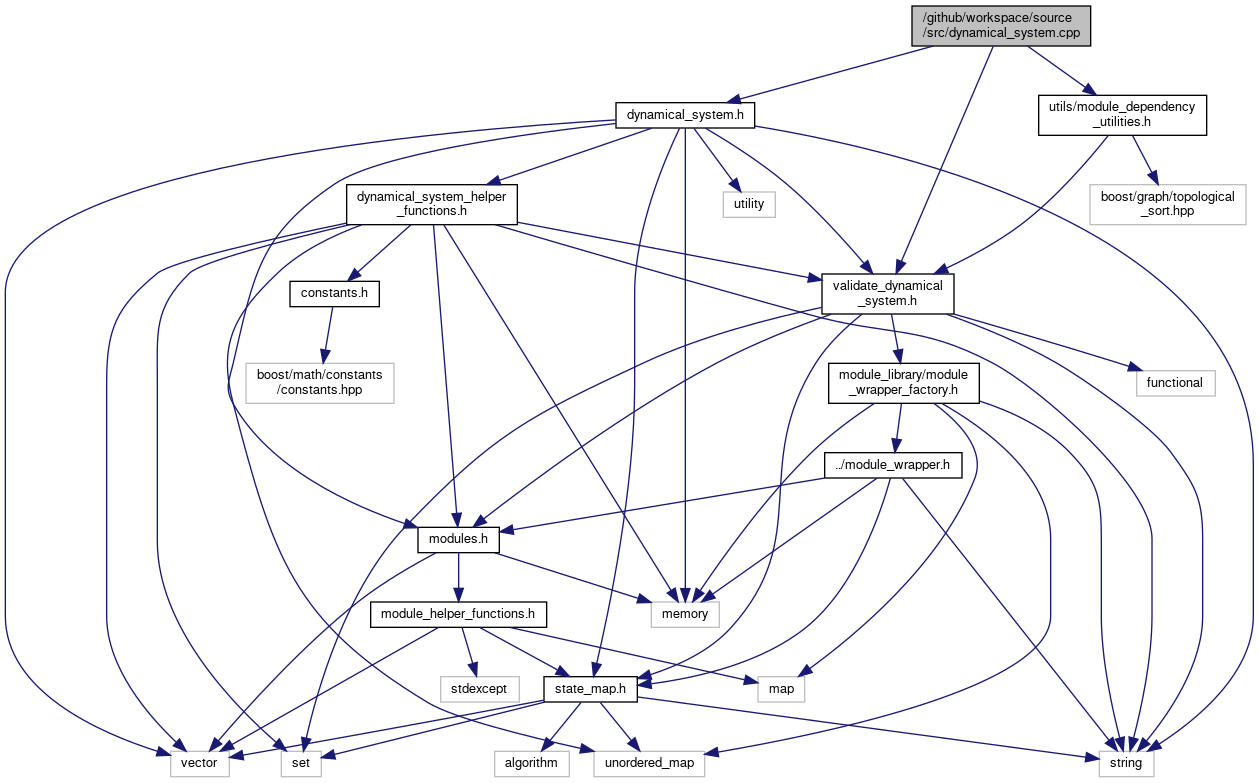 /github/workspace/source
/src/dynamical_system.cpp
dynamical_system.h
utils/module_dependency
_utilities.h
dynamical_system_helper
_functions.h
utility
boost/graph/topological
_sort.hpp
constants.h
validate_dynamical
_system.h
boost/math/constants
/constants.hpp
module_library/module
_wrapper_factory.h
functional
../module_wrapper.h
modules.h
module_helper_functions.h
memory
stdexcept
state_map.h
map
vector
set
algorithm
unordered_map
string